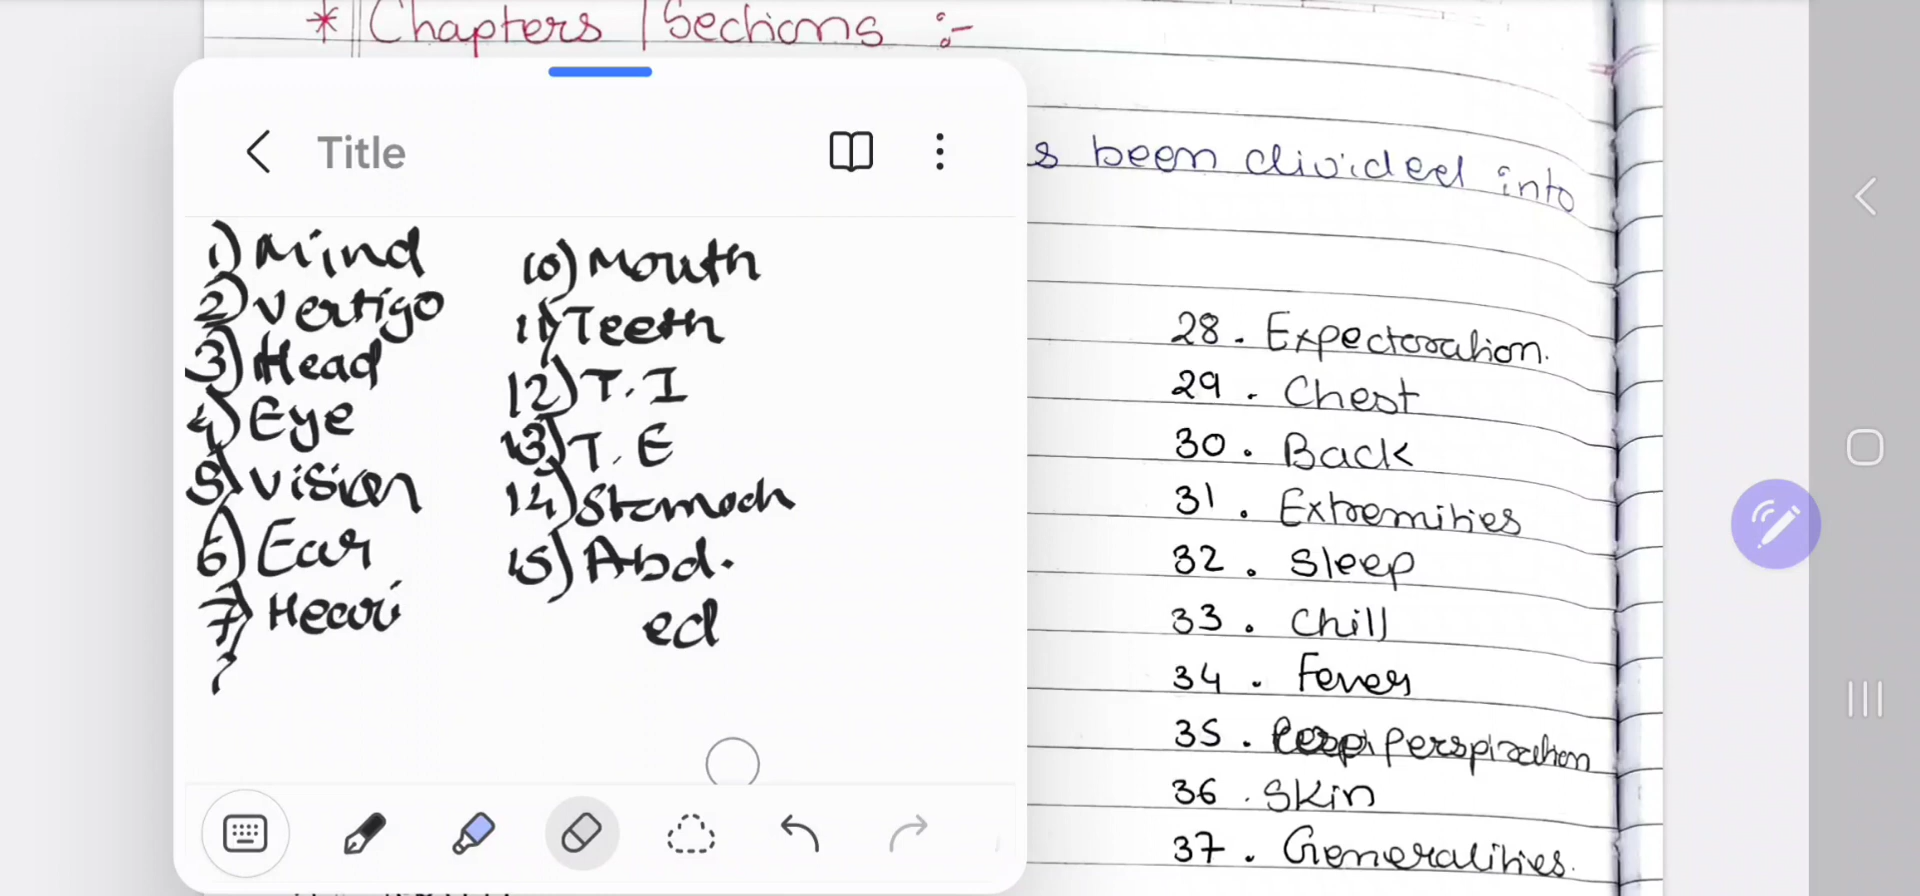 * Chapters | Sections :-
s been divided into
Title
1) Mind
2) Vertigo
3) Head
4) Eye
5) Vision
6) Ear
7) Heari
10) Mouth
11) Teeth
12) T. I
13) T. E
14) Stomach
15) Abd.
ed
28. Expectoration.
29. Chest
30. Back
31. Extremities
32. Sleep
33. Chill
34. Fever
35. perspiration
36. Skin
37. Generalities.